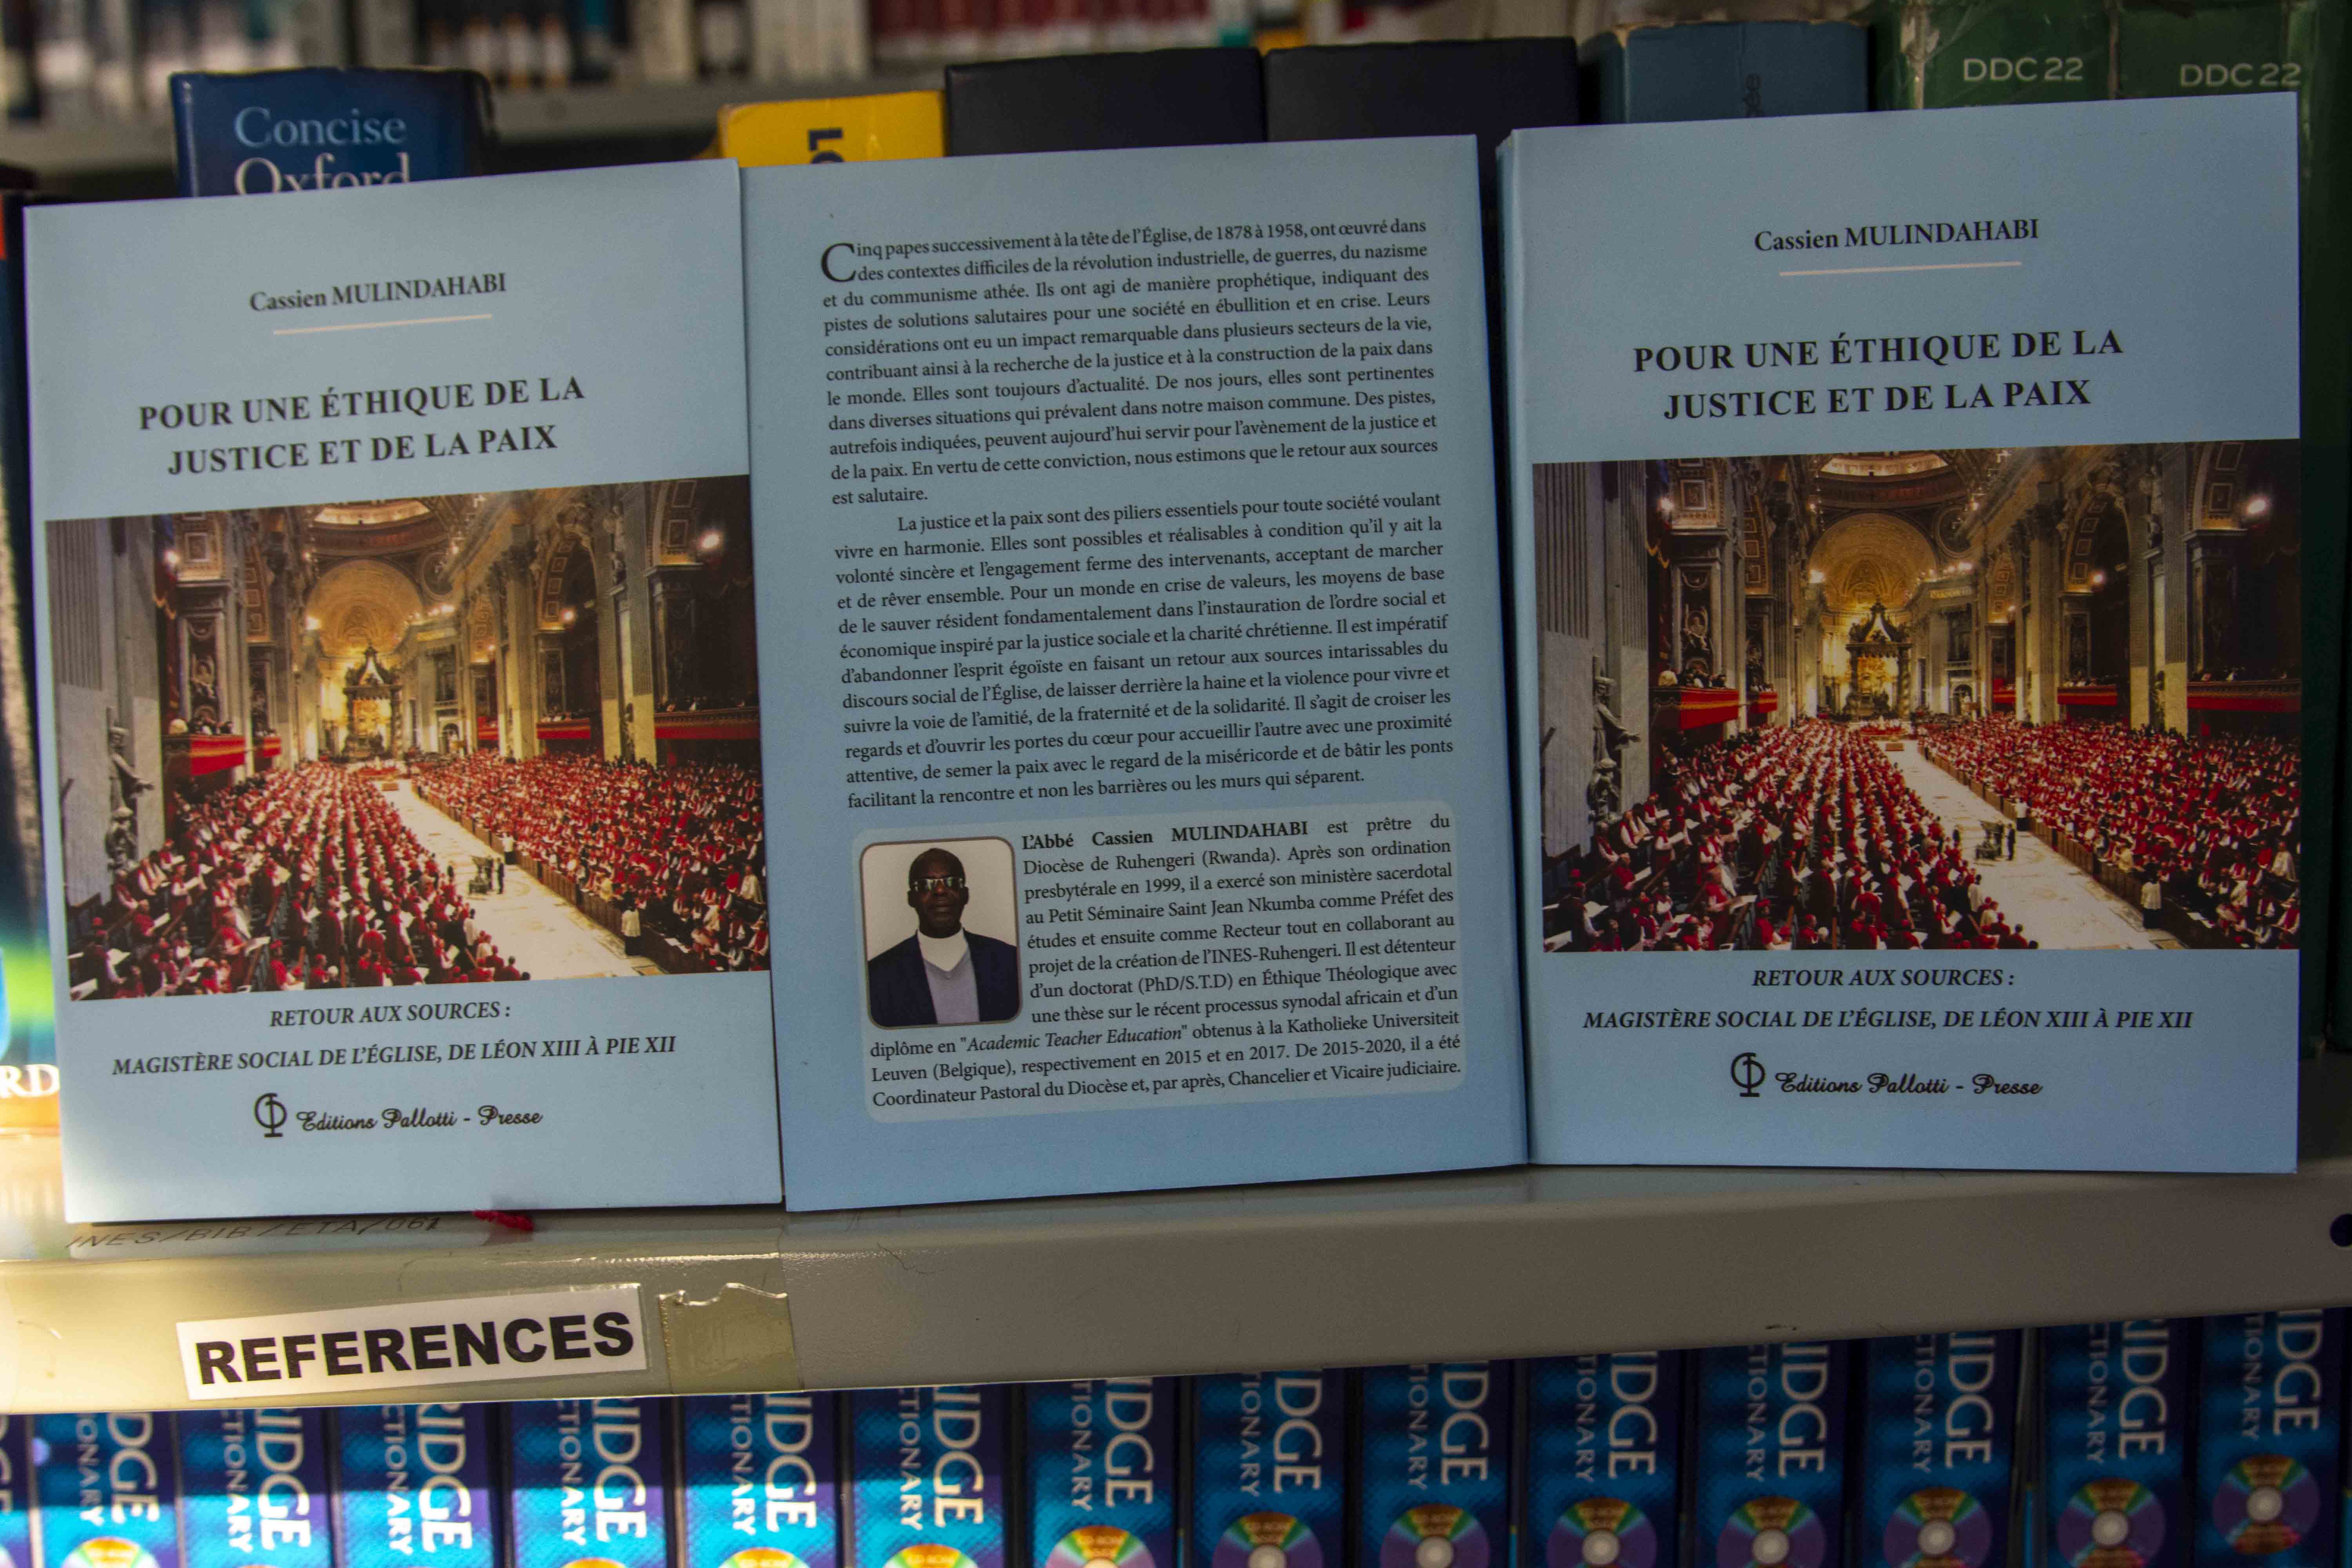 Concise
Oxford
DDC 22
DDC 22
Cassien MULINDAHABI
POUR UNE ÉTHIQUE DE LA
JUSTICE ET DE LA PAIX
RETOUR AUX SOURCES :
MAGISTÈRE SOCIAL DE L'ÉGLISE, DE LÉON XIII À PIE XII
Editions Pallotti - Presse
Cinq papes successivement à la tête de l'Église, de 1878 à 1958, ont œuvré dans
des contextes difficiles de la révolution industrielle, de guerres, du nazisme
et du communisme athée. Ils ont agi de manière prophétique, indiquant des
pistes de solutions salutaires pour une société en ébullition et en crise. Leurs
considérations ont eu un impact remarquable dans plusieurs secteurs de la vie,
contribuant ainsi à la recherche de la justice et à la construction de la paix dans
le monde. Elles sont toujours d'actualité. De nos jours, elles sont pertinentes
dans diverses situations qui prévalent dans notre maison commune. Des pistes,
autrefois indiquées, peuvent aujourd'hui servir pour l'avènement de la justice et
de la paix. En vertu de cette conviction, nous estimons que le retour aux sources
est salutaire.
La justice et la paix sont des piliers essentiels pour toute société voulant
vivre en harmonie. Elles sont possibles et réalisables à condition qu'il y ait la
volonté sincère et l'engagement ferme des intervenants, acceptant de marcher
et de rêver ensemble. Pour un monde en crise de valeurs, les moyens de base
de le sauver résident fondamentalement dans l'instauration de l'ordre social et
économique inspiré par la justice sociale et la charité chrétienne. Il est impératif
d'abandonner l'esprit égoïste en faisant un retour aux sources intarissables du
discours social de l'Église, de laisser derrière la haine et la violence pour vivre et
suivre la voie de l'amitié, de la fraternité et de la solidarité. Il s'agit de croiser les
regards et d'ouvrir les portes du cœur pour accueillir l'autre avec une proximité
attentive, de semer la paix avec le regard de la miséricorde et de bâtir les ponts
facilitant la rencontre et non les barrières ou les murs qui séparent.
L'Abbé Cassien MULINDAHABI est prêtre du
Diocèse de Ruhengeri (Rwanda). Après son ordination
presbytérale en 1999, il a exercé son ministère sacerdotal
au Petit Séminaire Saint Jean Nkumba comme Préfet des
études et ensuite comme Recteur tout en collaborant au
projet de la création de l'INES-Ruhengeri. Il est détenteur
d'un doctorat (PhD/S.T.D) en Éthique Théologique avec
une thèse sur le récent processus synodal africain et d'un
diplôme en "Academic Teacher Education" obtenus à la Katholieke Universiteit
Leuven (Belgique), respectivement en 2015 et en 2017. De 2015-2020, il a été
Coordinateur Pastoral du Diocèse et, par après, Chancelier et Vicaire judiciaire.
Cassien MULINDAHABI
POUR UNE ÉTHIQUE DE LA
JUSTICE ET DE LA PAIX
RETOUR AUX SOURCES :
MAGISTÈRE SOCIAL DE L'ÉGLISE, DE LÉON XIII À PIE XII
Editions Pallotti - Presse
INES/BIB/ETA/061
REFERENCES